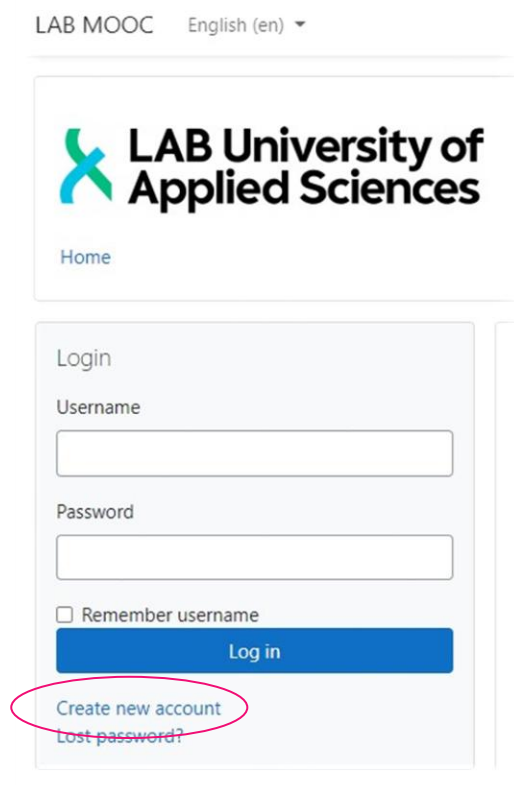 LAB MOOC English (en)
LAB University of
Applied Sciences
Home
Login
Username
Password
Remember username
Log in
Create new account
Lost password?